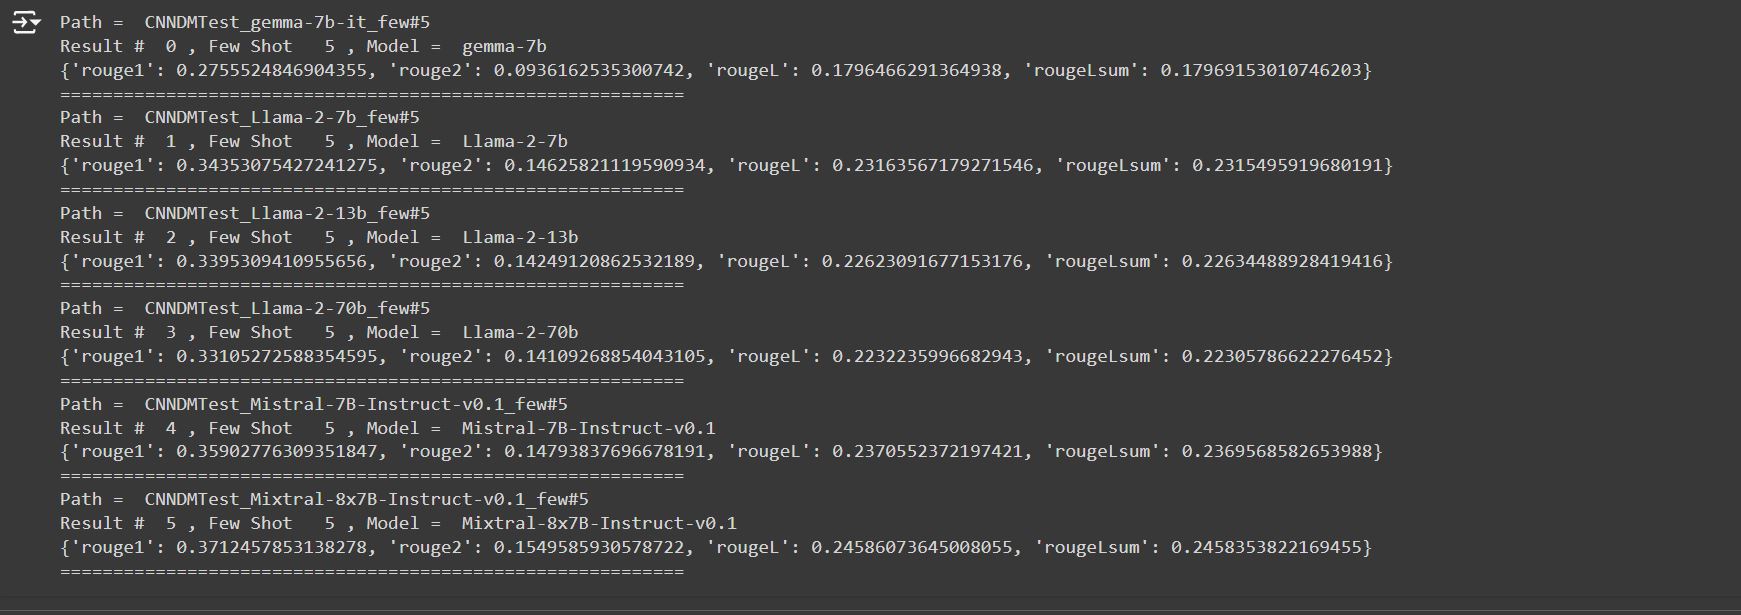 Path =  CNNDMTest_gemma-7b-it_few#5
Result #  0 , Few Shot   5 , Model =  gemma-7b
{'rouge1': 0.2755524846904355, 'rouge2': 0.0936162535300742, 'rougeL': 0.1796466291364938, 'rougeLsum': 0.17969153010746203}
===========================================================
Path =  CNNDMTest_Llama-2-7b_few#5
Result #  1 , Few Shot   5 , Model =  Llama-2-7b
{'rouge1': 0.34353075427241275, 'rouge2': 0.14625821119590934, 'rougeL': 0.23163567179271546, 'rougeLsum': 0.2315495919680191}
===========================================================
Path =  CNNDMTest_Llama-2-13b_few#5
Result #  2 , Few Shot   5 , Model =  Llama-2-13b
{'rouge1': 0.3395309410955656, 'rouge2': 0.14249120862532189, 'rougeL': 0.22623091677153176, 'rougeLsum': 0.22634488928419416}
===========================================================
Path =  CNNDMTest_Llama-2-70b_few#5
Result #  3 , Few Shot   5 , Model =  Llama-2-70b
{'rouge1': 0.33105272588354595, 'rouge2': 0.14109268854043105, 'rougeL': 0.2232235996682943, 'rougeLsum': 0.22305786622276452}
===========================================================
Path =  CNNDMTest_Mistral-7B-Instruct-v0.1_few#5
Result #  4 , Few Shot   5 , Model =  Mistral-7B-Instruct-v0.1
{'rouge1': 0.35902776309351847, 'rouge2': 0.14793837696678191, 'rougeL': 0.2370552372197421, 'rougeLsum': 0.2369568582653988}
===========================================================
Path =  CNNDMTest_Mixtral-8x7B-Instruct-v0.1_few#5
Result #  5 , Few Shot   5 , Model =  Mixtral-8x7B-Instruct-v0.1
{'rouge1': 0.3712457853138278, 'rouge2': 0.1549585930578722, 'rougeL': 0.24586073645008055, 'rougeLsum': 0.2458353822169455}
===========================================================